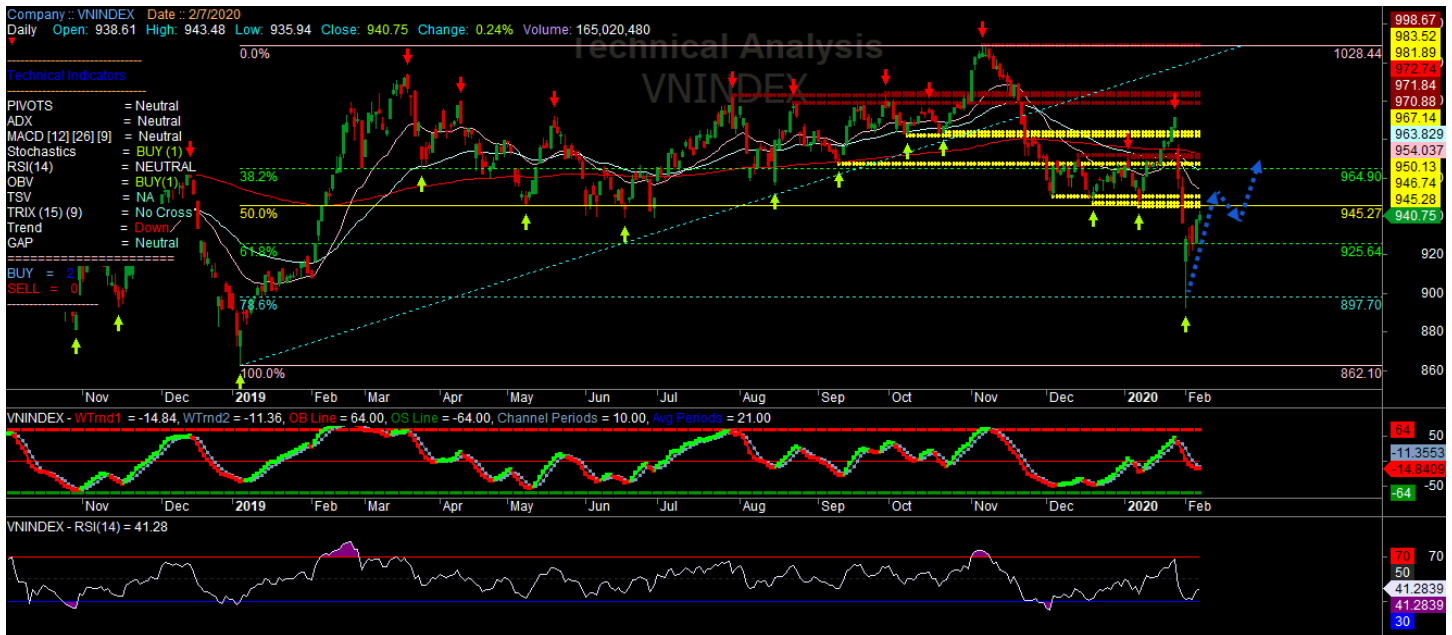 Company :: VNINDEX Date :: 2/7/2020
Daily Open: 938.61 High: 943.48 Low: 935.94 Close: 940.75 Change: 0.24% Volume: 165,020,480
Technical Analysis
VNINDEX
Technical Indicators
PIVOTS = Neutral
ADX = Neutral
MACD [12] [26] [9] = Neutral
Stochastics = BUY (1)
RSI(14) = NEUTRAL
OBV = BUY(1)
TSV = NA
TRIX (15) (9) = No Cross
Trend = Down
GAP = Neutral
BUY = 2
SELL = 0
0.0% 1028.44
38.2% 964.90
50.0% 945.27
61.8% 925.64
78.6% 897.70
100.0% 862.10
998.67
983.52
981.89
972.74
971.84
970.88
967.14
963.829
954.037
950.13
946.74
945.28
940.75
920
900
880
860
Nov Dec 2019 Feb Mar Apr May Jun Jul Aug Sep Oct Nov Dec 2020 Feb
VNINDEX - WTrnd1 = -14.84, WTrnd2 = -11.36, OB Line = 64.00, OS Line = -64.00, Channel Periods = 10.00, Avg Periods = 21.00
64
50
-11.3553
-14.8409
-50
-64
Nov Dec 2019 Feb Mar Apr May Jun Jul Aug Sep Oct Nov Dec 2020 Feb
VNINDEX - RSI(14) = 41.28
70 70
50
41.2839
41.2839
30